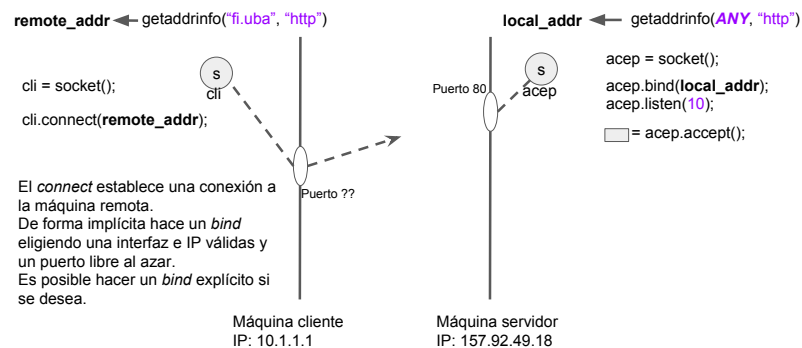 remote_addr getaddrinfo(“fi.uba”, “http”)
cli = socket();
cli.connect(remote_addr);
s
cli
El connect establece una conexión a
la máquina remota.
De forma implícita hace un bind
eligiendo una interfaz e IP válidas y
un puerto libre al azar.
Es posible hacer un bind explícito si
se desea.
Puerto ??
Máquina cliente
IP: 10.1.1.1
local_addr getaddrinfo(ANY, “http”)
Puerto 80
s
acep
acep = socket();
acep.bind(local_addr);
acep.listen(10);
= acep.accept();
Máquina servidor
IP: 157.92.49.18